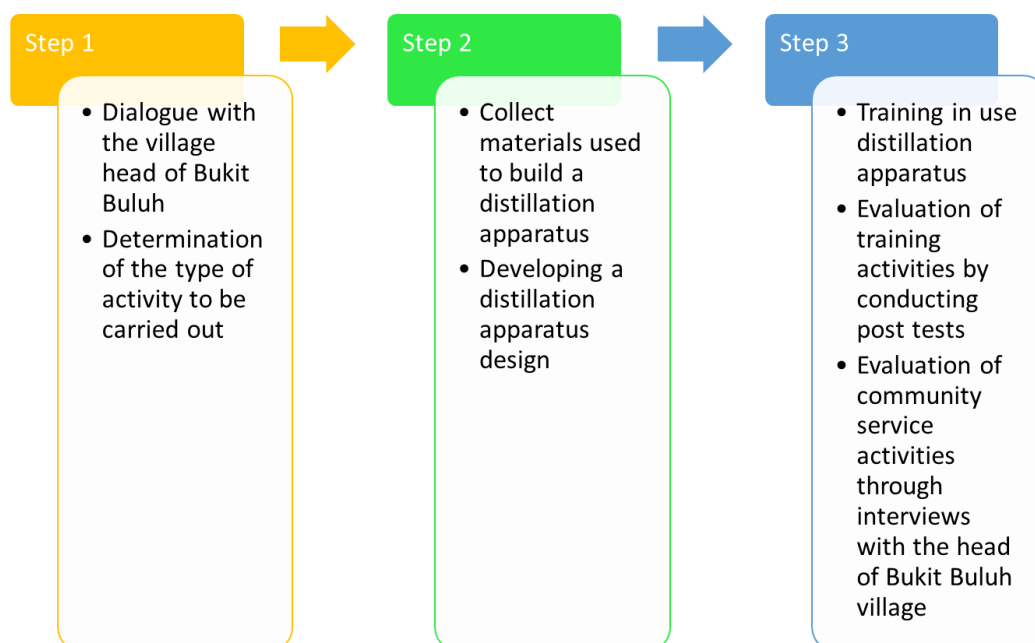 Step 1
• Dialogue with
the village
head of Bukit
Buluh
• Determination
of the type of
activity to be
carried out
Step 2
• Collect
materials used
to build a
distillation
apparatus
• Developing a
distillation
apparatus
design
Step 3
• Training in use
distillation
apparatus
• Evaluation of
training
activities by
conducting
post tests
• Evaluation of
community
service
activities
through
interviews
with the head
of Bukit Buluh
village